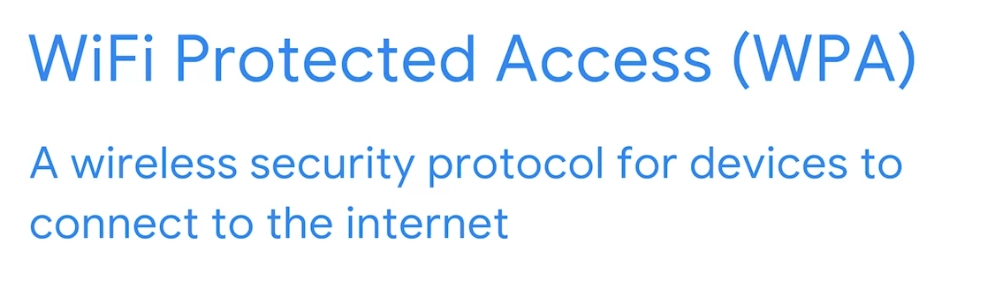 WiFi Protected Access (WPA)
A wireless security protocol for devices to
connect to the internet